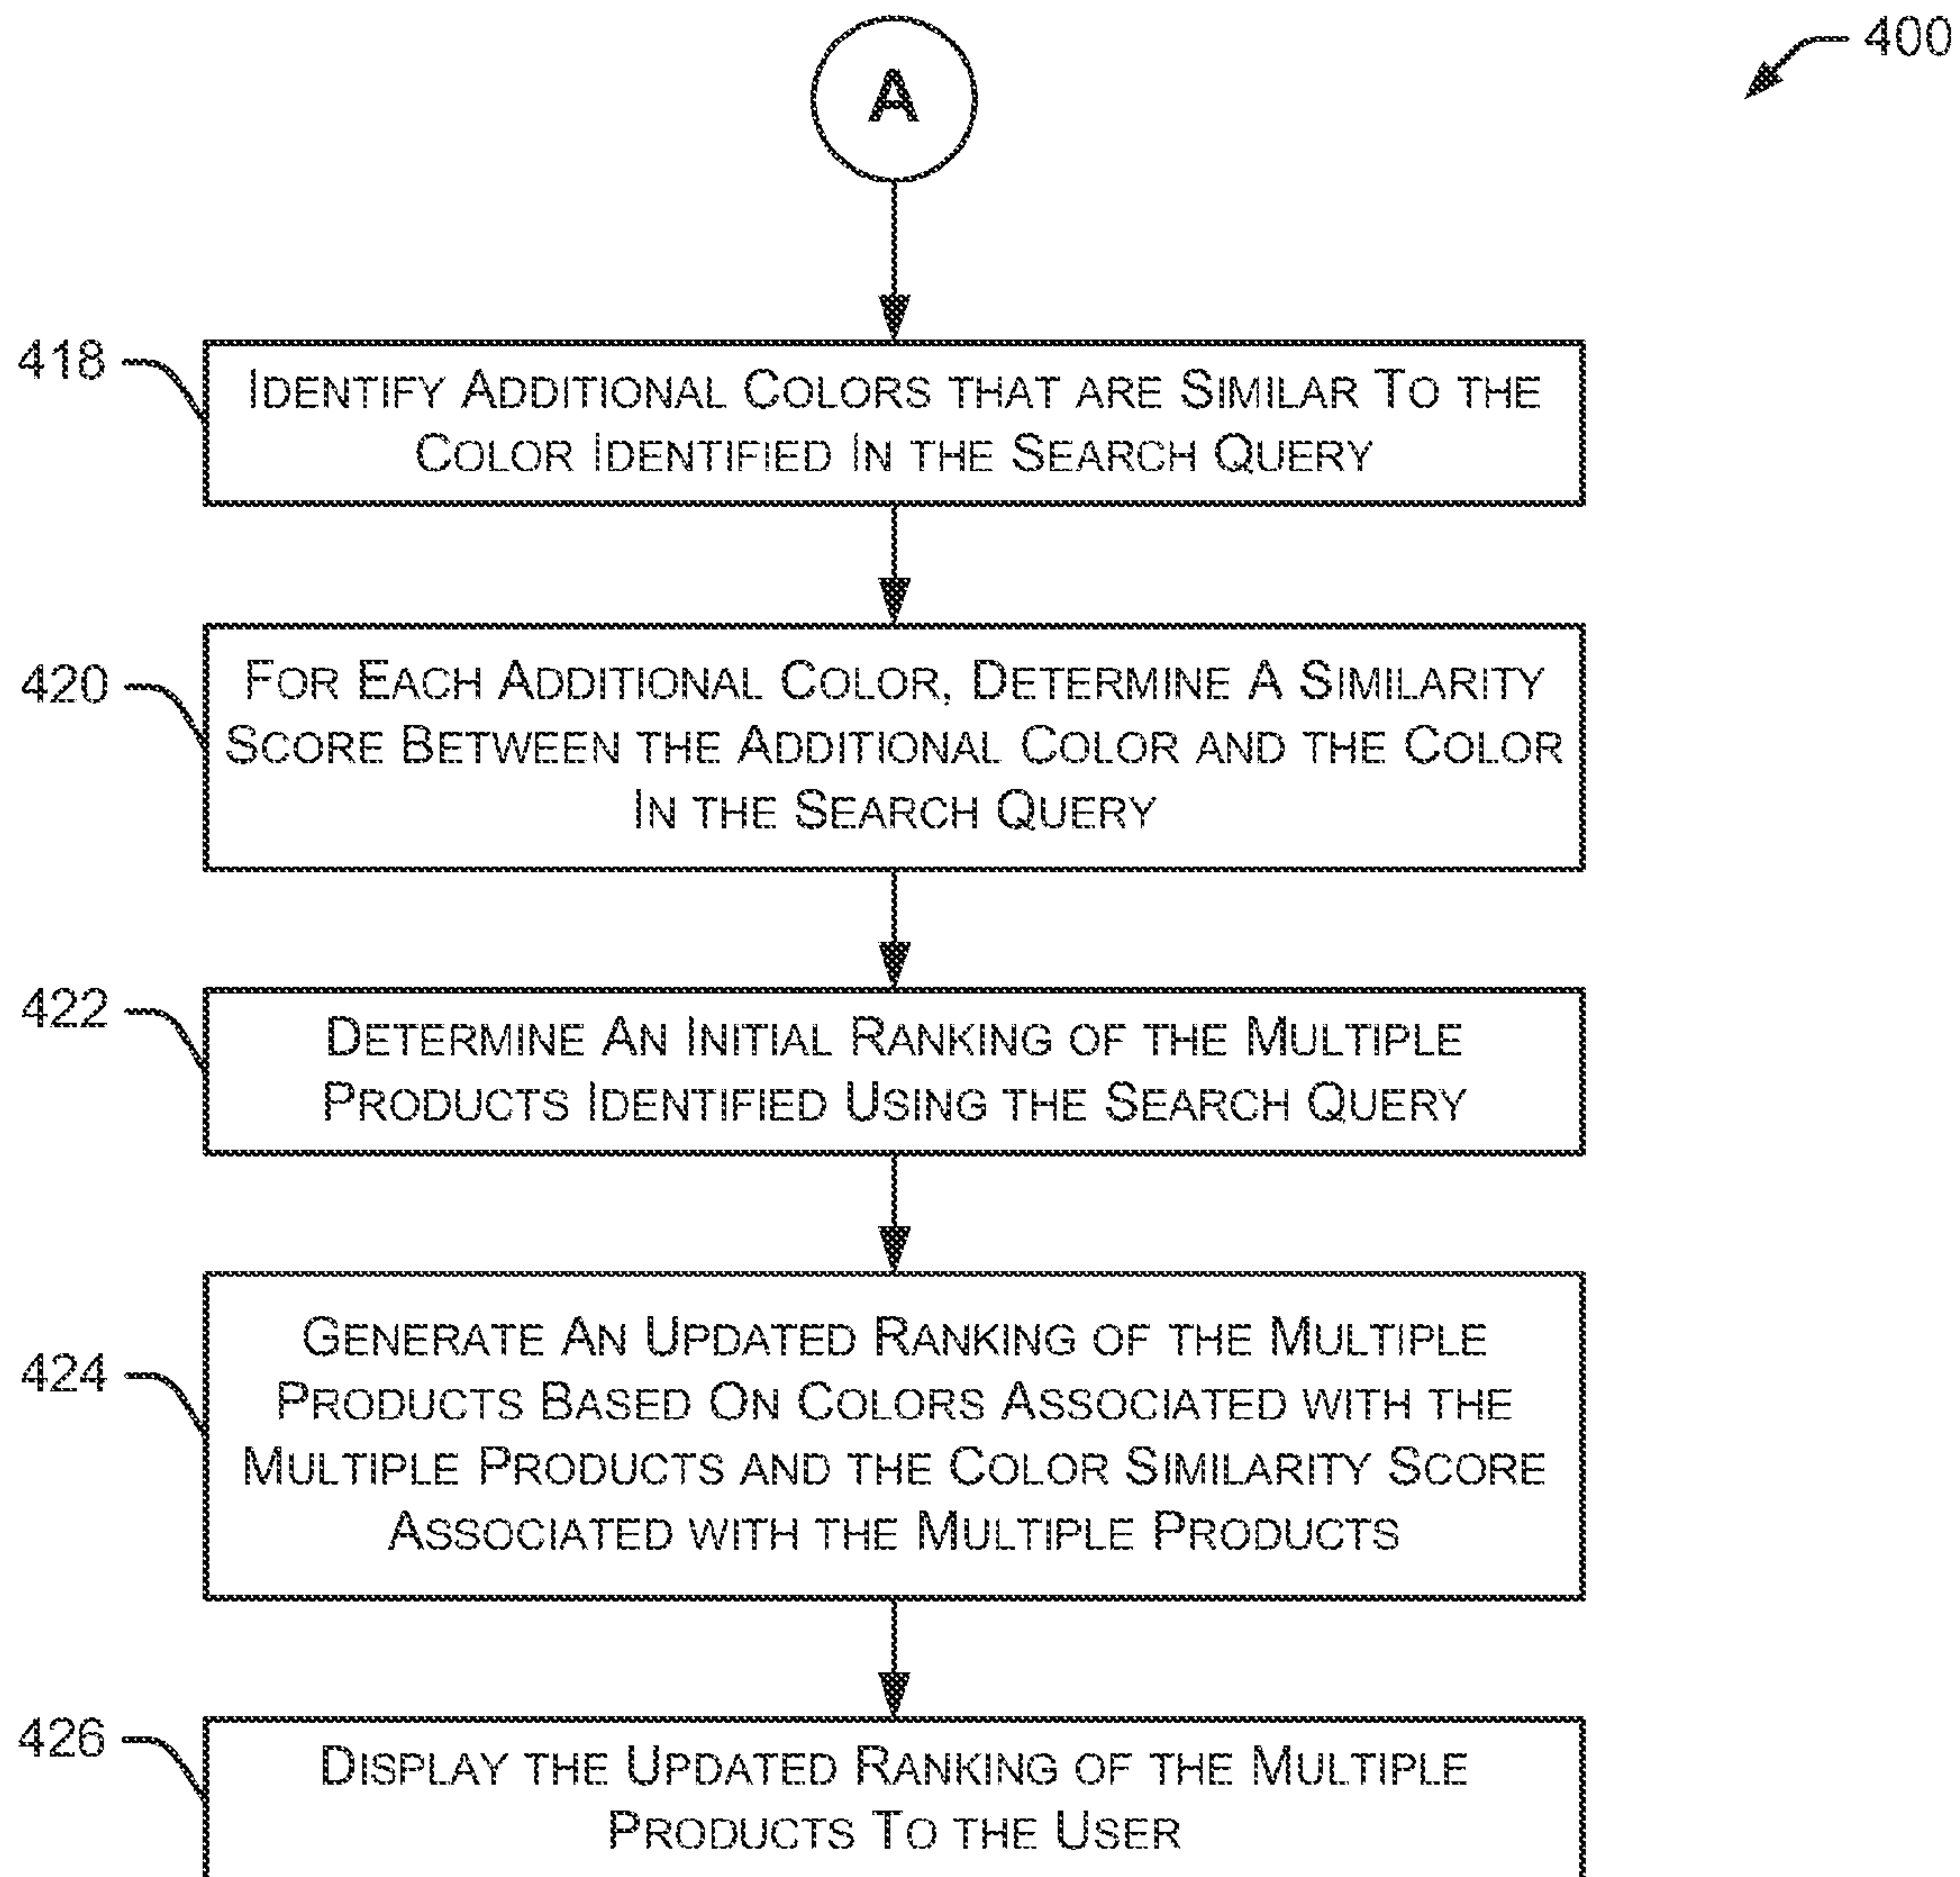 A
400
418
IDENTIFY ADDITIONAL COLORS THAT ARE SIMILAR TO THE
COLOR IDENTIFIED IN THE SEARCH QUERY
420
FOR EACH ADDITIONAL COLOR, DETERMINE A SIMILARITY
SCORE BETWEEN THE ADDITIONAL COLOR AND THE COLOR
IN THE SEARCH QUERY
422
DETERMINE AN INITIAL RANKING OF THE MULTIPLE
PRODUCTS IDENTIFIED USING THE SEARCH QUERY
424
GENERATE AN UPDATED RANKING OF THE MULTIPLE
PRODUCTS BASED ON COLORS ASSOCIATED WITH THE
MULTIPLE PRODUCTS AND THE COLOR SIMILARITY SCORE
ASSOCIATED WITH THE MULTIPLE PRODUCTS
426
DISPLAY THE UPDATED RANKING OF THE MULTIPLE
PRODUCTS TO THE USER